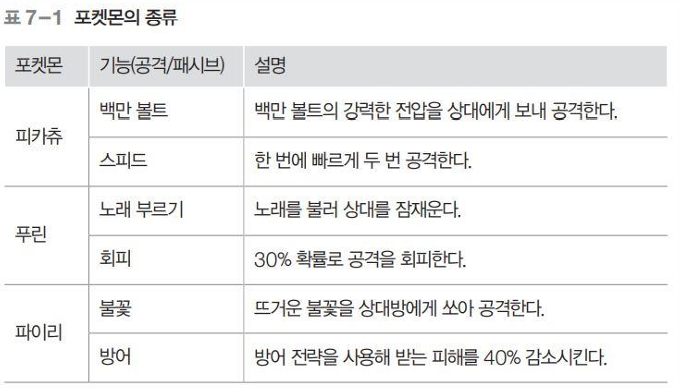 표 7-1 포켓몬의 종류
포켓몬 기능(공격/패시브) 설명
피카츄
백만 볼트 백만 볼트의 강력한 전압을 상대에게 보내 공격한다.
스피드 한 번에 빠르게 두 번 공격한다.
푸린
노래 부르기 노래를 불러 상대를 잠재운다.
회피 30% 확률로 공격을 회피한다.
파이리
불꽃 뜨거운 불꽃을 상대방에게 쏘아 공격한다.
방어 방어 전략을 사용해 받는 피해를 40% 감소시킨다.